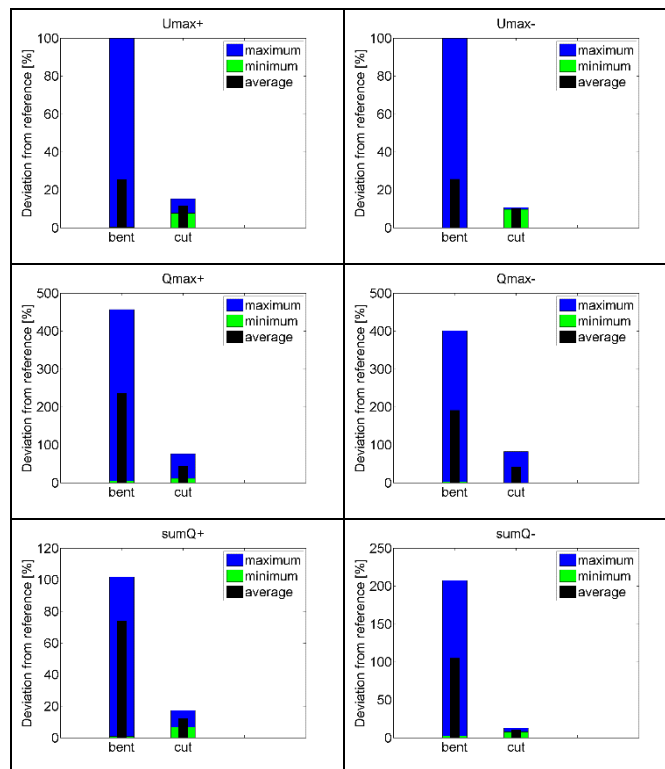 Umax+
Deviation from reference [%]
100
80
60
40
20
0
maximum
minimum
average
bent
cut
Umax-
Deviation from reference [%]
100
80
60
40
20
0
maximum
minimum
average
bent
cut
Qmax+
Deviation from reference [%]
500
400
300
200
100
0
maximum
minimum
average
bent
cut
Qmax-
Deviation from reference [%]
500
400
300
200
100
0
maximum
minimum
average
bent
cut
sumQ+
Deviation from reference [%]
120
100
80
60
40
20
0
maximum
minimum
average
bent
cut
sumQ-
Deviation from reference [%]
250
200
150
100
50
0
maximum
minimum
average
bent
cut